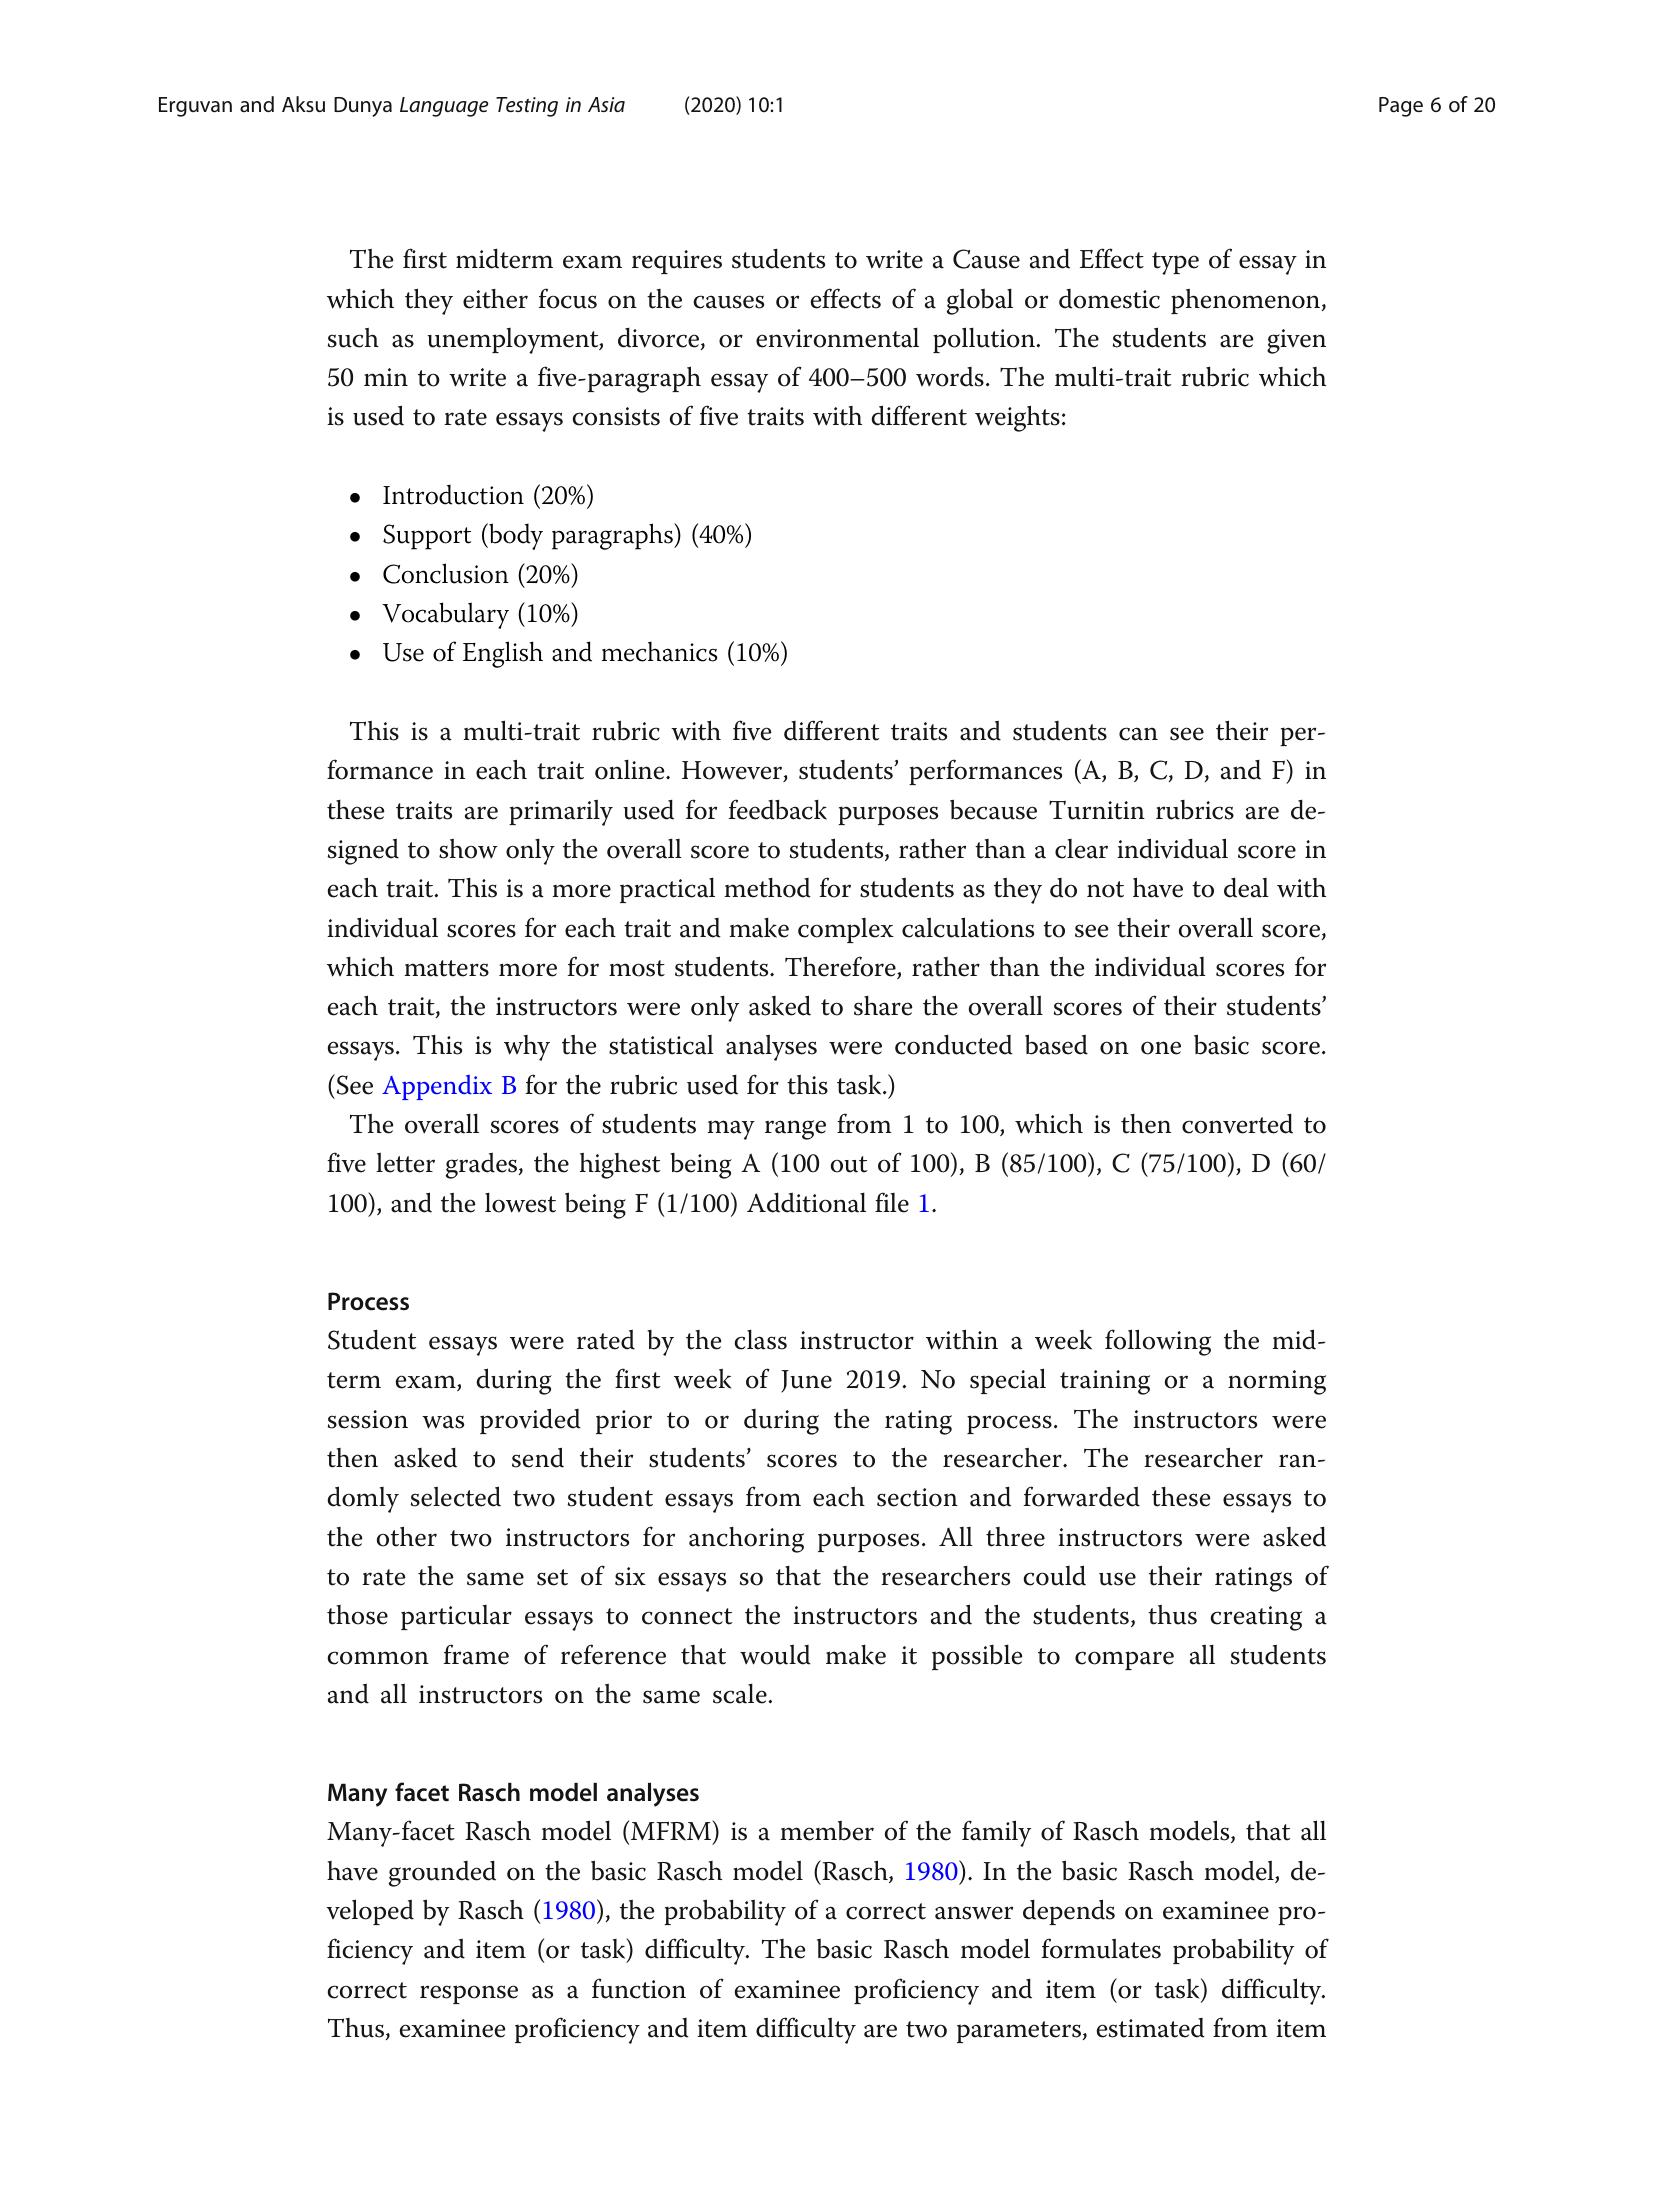 Erguvan and Aksu Dunya Language Testing in Asia (2020) 10:1 Page 6 of 20
The first midterm exam requires students to write a Cause and Effect type of essay in
which they either focus on the causes or effects of a global or domestic phenomenon,
such as unemployment, divorce, or environmental pollution. The students are given
50 min to write a five-paragraph essay of 400–500 words. The multi-trait rubric which
is used to rate essays consists of five traits with different weights:
• Introduction (20%)
• Support (body paragraphs) (40%)
• Conclusion (20%)
• Vocabulary (10%)
• Use of English and mechanics (10%)
This is a multi-trait rubric with five different traits and students can see their per-
formance in each trait online. However, students’ performances (A, B, C, D, and F) in
these traits are primarily used for feedback purposes because Turnitin rubrics are de-
signed to show only the overall score to students, rather than a clear individual score in
each trait. This is a more practical method for students as they do not have to deal with
individual scores for each trait and make complex calculations to see their overall score,
which matters more for most students. Therefore, rather than the individual scores for
each trait, the instructors were only asked to share the overall scores of their students’
essays. This is why the statistical analyses were conducted based on one basic score.
(See Appendix B for the rubric used for this task.)
The overall scores of students may range from 1 to 100, which is then converted to
five letter grades, the highest being A (100 out of 100), B (85/100), C (75/100), D (60/
100), and the lowest being F (1/100) Additional file 1.
Process
Student essays were rated by the class instructor within a week following the mid-
term exam, during the first week of June 2019. No special training or a norming
session was provided prior to or during the rating process. The instructors were
then asked to send their students’ scores to the researcher. The researcher ran-
domly selected two student essays from each section and forwarded these essays to
the other two instructors for anchoring purposes. All three instructors were asked
to rate the same set of six essays so that the researchers could use their ratings of
those particular essays to connect the instructors and the students, thus creating a
common frame of reference that would make it possible to compare all students
and all instructors on the same scale.
Many facet Rasch model analyses
Many-facet Rasch model (MFRM) is a member of the family of Rasch models, that all
have grounded on the basic Rasch model (Rasch, 1980). In the basic Rasch model, de-
veloped by Rasch (1980), the probability of a correct answer depends on examinee pro-
ficiency and item (or task) difficulty. The basic Rasch model formulates probability of
correct response as a function of examinee proficiency and item (or task) difficulty.
Thus, examinee proficiency and item difficulty are two parameters, estimated from item